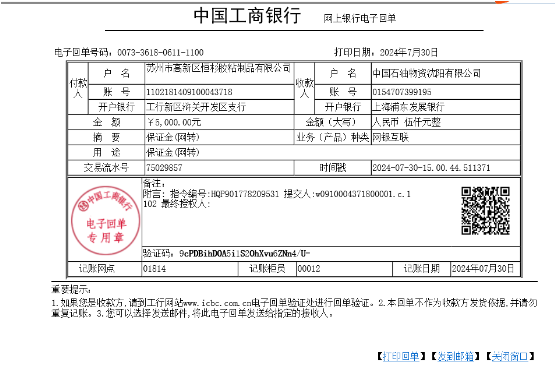 中国工商银行 网上银行电子回单
电子回单号码：0073-3618-0611-1100 打印日期：2024年7月30日
付款人 户 名 苏州市高新区恒杉胶粘制品有限公司 收款人 户 名 中国石油物资沈阳有限公司
账 号 1102181409100043718 账 号 0154707399195
开户银行 工行新区浒关开发区支行 开户银行 上海浦东发展银行
金 额 ￥5,000.00元 金额（大写） 人民币 伍仟元整
摘 要 保证金(网转) 业务（产品）种类 网银互联
用 途 保证金(网转)
交易流水号 75029857 时间戳 2024-07-30-15.00.44.511371
备注：
附言: 指令编号:HQP901778209531 提交人:w0910004371800001.c.1
102 最终授权人:
中国工商银行
电子回单
专用章
验证码：9cPDBihDOA5i1S2OhXvu6ZNn4/U=
记账网点 01814 记账柜员 00012 记账日期 2024年07月30日
重要提示：
1.如果您是收款方,请到工行网站www.icbc.com.cn电子回单验证处进行回单验证。2.本回单不作为收款方发货依据,并请勿
重复记账。3.您可以选择发送邮件,将此电子回单发送给指定的接收人。
【打印回单】【发到邮箱】【关闭窗口】